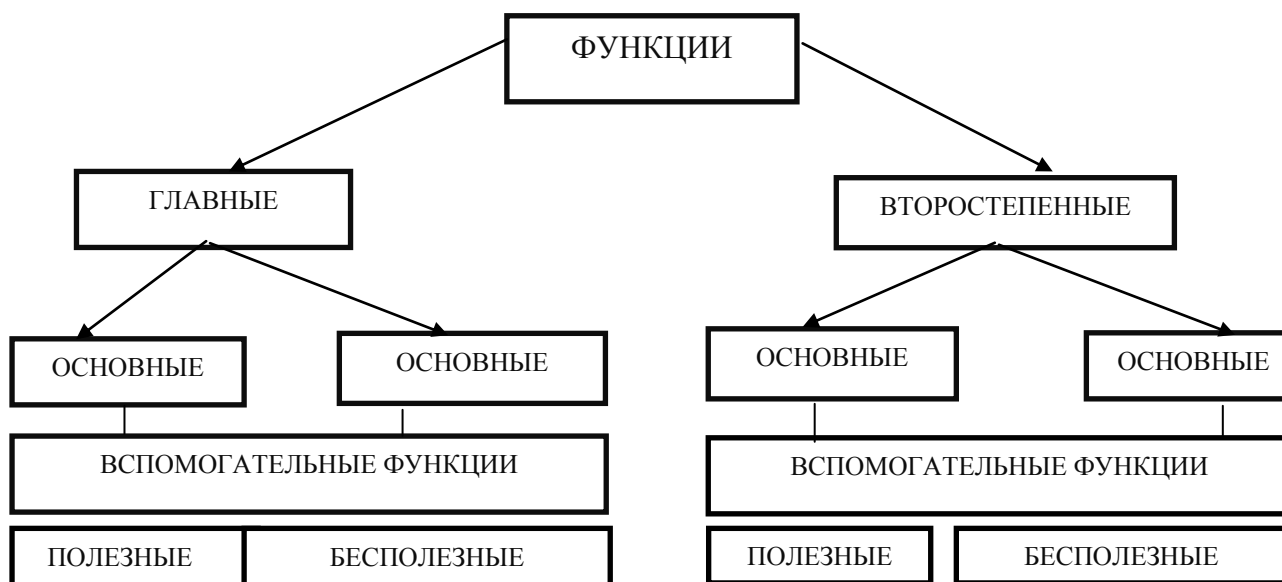 ФУНКЦИИ
ГЛАВНЫЕ
ВТОРОСТЕПЕННЫЕ
ОСНОВНЫЕ
ОСНОВНЫЕ
ОСНОВНЫЕ
ОСНОВНЫЕ
ВСПОМОГАТЕЛЬНЫЕ ФУНКЦИИ
ВСПОМОГАТЕЛЬНЫЕ ФУНКЦИИ
ПОЛЕЗНЫЕ
БЕСПОЛЕЗНЫЕ
ПОЛЕЗНЫЕ
БЕСПОЛЕЗНЫЕ